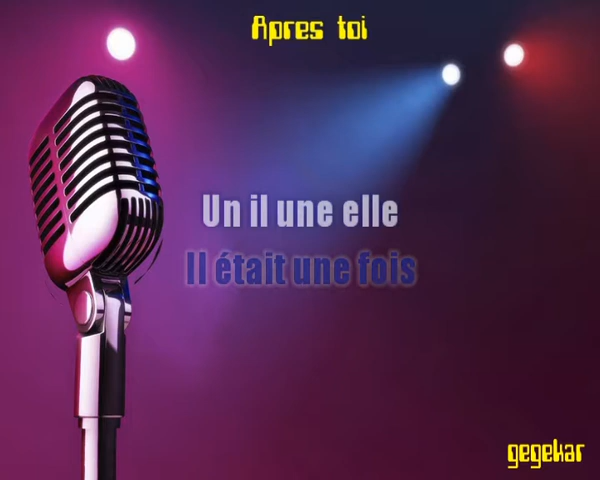 Apres toi
Un il une elle
Il était une fois
gegekar